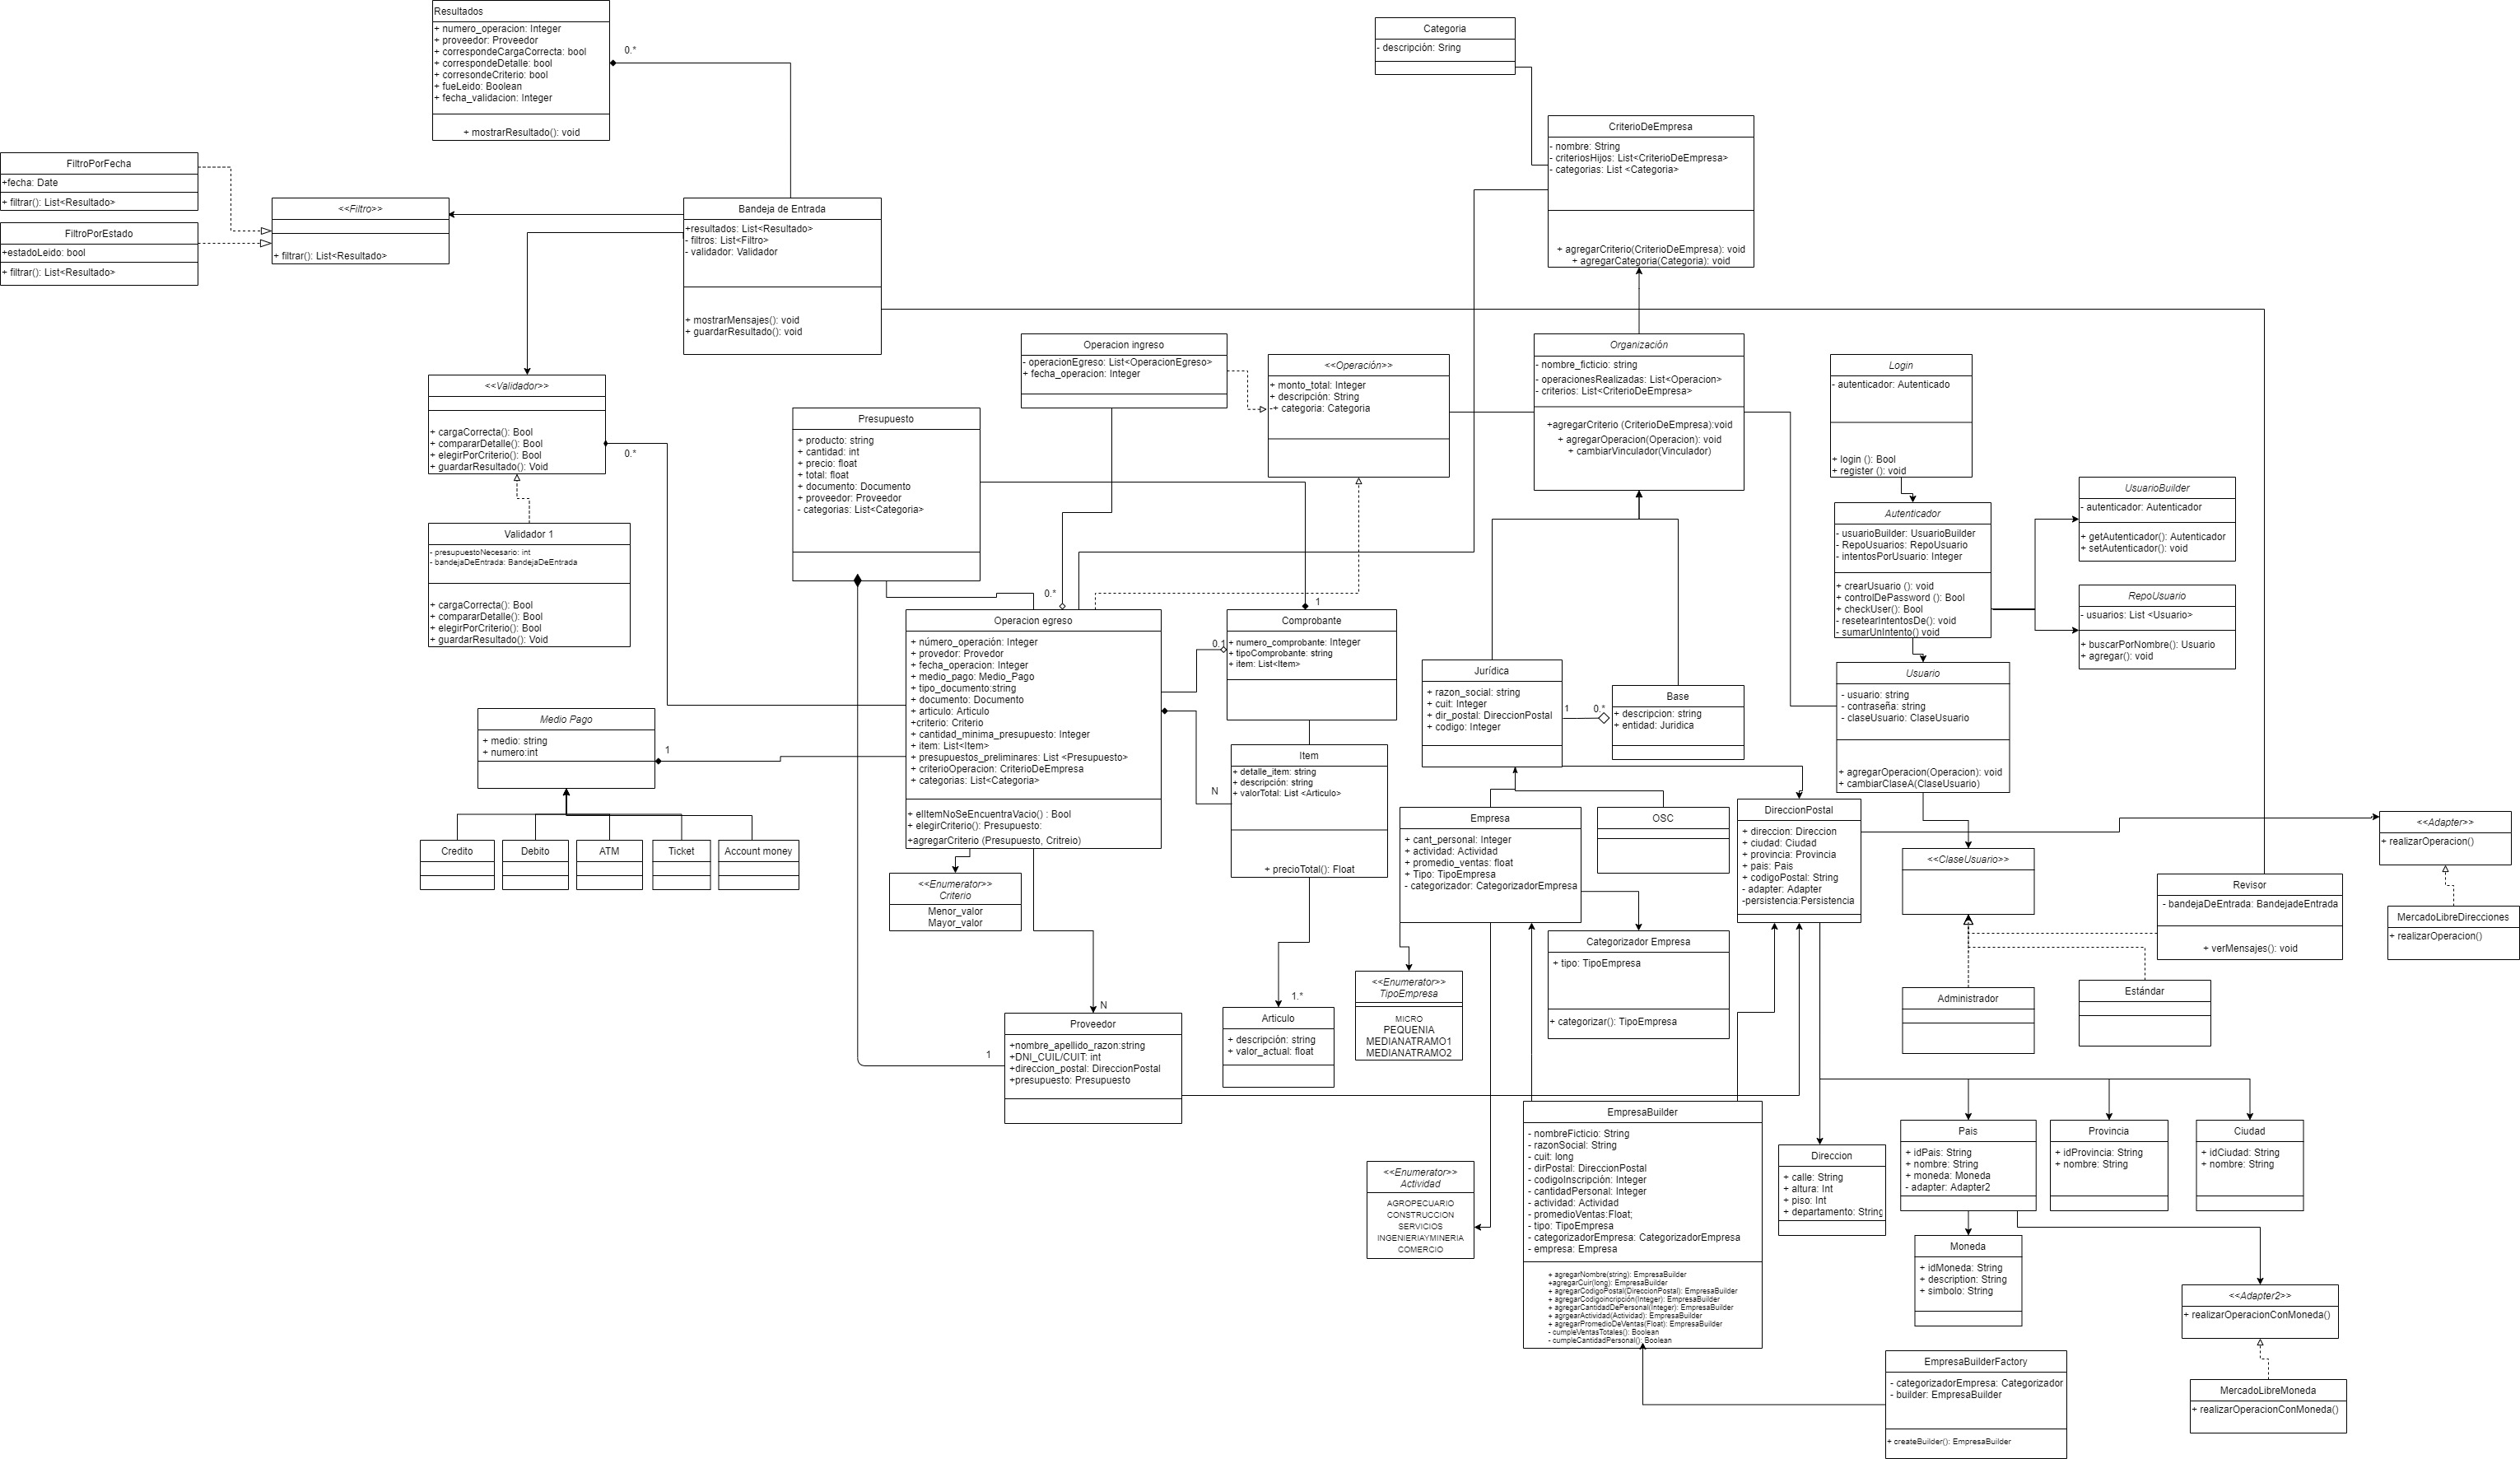 Resultados
+ numero_operacion: Integer
+ proveedor: Proveedor
+ correspondeCargaCorrecta: bool
+ correspondeDetalle: bool
+ corresondeCriterio: bool
+ fueLeido: Boolean
+ fecha_validacion: Integer
+ mostrarResultado(): void
0.*
Categoria
- descripción: Sring
CriterioDeEmpresa
- nombre: String
- criteriosHijos: List<CriterioDeEmpresa>
- categorias: List <Categoria>
+ agregarCriterio(CriterioDeEmpresa): void
+ agregarCategoria(Categoria): void
FiltroPorFecha
+fecha: Date
+ filtrar(): List<Resultado>
FiltroPorEstado
+estadoLeido: bool
+ filtrar(): List<Resultado>
<<Filtro>>
+ filtrar(): List<Resultado>
Bandeja de Entrada
+resultados: List<Resultado>
- filtros: List<Filtro>
- validador: Validador
+ mostrarMensajes(): void
+ guardarResultado(): void
<<Validador>>
+ cargaCorrecta(): Bool
+ compararDetalle(): Bool
+ elegirPorCriterio(): Bool
+ guardarResultado(): Void
0.*
Validador 1
- presupuestoNecesario: int
- bandejaDeEntrada: BandejaDeEntrada
+ cargaCorrecta(): Bool
+ compararDetalle(): Bool
+ elegirPorCriterio(): Bool
+ guardarResultado(): Void
Presupuesto
+ producto: string
+ cantidad: int
+ precio: float
+ total: float
+ documento: Documento
+ proveedor: Proveedor
- categorias: List<Categoria>
Operacion ingreso
- operacionEgreso: List<OperacionEgreso>
+ fecha_operacion: Integer
<<Operación>>
+ monto_total: Integer
+ descripción: String
-+ categoria: Categoria
Organización
- nombre_ficticio: string
- operacionesRealizadas: List<Operacion>
- criterios: List<CriterioDeEmpresa>
+agregarCriterio (CriterioDeEmpresa):void
+ agregarOperacion(Operacion): void
+ cambiarVinculador(Vinculador)
Login
- autenticador: Autenticado
+ login (): Bool
+ register (): void
Autenticador
- usuarioBuilder: UsuarioBuilder
- RepoUsuarios: RepoUsuario
- intentosPorUsuario: Integer
+ crearUsuario (): void
+ controlDePassword (): Bool
+ checkUser(): Bool
- resetearIntentosDe(): void
- sumarUnIntento() void
UsuarioBuilder
- autenticador: Autenticador
+ getAutenticador(): Autenticador
+ setAutenticador(): void
RepoUsuario
- usuarios: List <Usuario>
+ buscarPorNombre(): Usuario
+ agregar(): void
Usuario
- usuario: string
- contraseña: string
- claseUsuario: ClaseUsuario
+ agregarOperacion(Operacion): void
+ cambiarClaseA(ClaseUsuario)
0.*
1
Operacion egreso
+ número_operación: Integer
+ provedor: Provedor
+ fecha_operacion: Integer
+ medio_pago: Medio_Pago
+ tipo_documento:string
+ documento: Documento
+ articulo: Articulo
+criterio: Criterio
+ cantidad_minima_presupuesto: Integer
+ item: List<Item>
+ presupuestos_preliminares: List <Presupuesto>
+ criterioOperacion: CriterioDeEmpresa
+ categorias: List<Categoria>
+ elItemNoSeEncuentraVacio() : Bool
+ elegirCriterio(): Presupuesto:
+agregarCriterio (Presupuesto, Critreio)
Comprobante
0.1
+ numero_comprobante: Integer
+ tipoComprobante: string
+ item: List<Item>
Jurídica
+ razon_social: string
+ cuit: Integer
+ dir_postal: DireccionPostal
+ codigo: Integer
1
0.*
Base
+ descripcion: string
+ entidad: Juridica
Medio Pago
+ medio: string
+ numero:int
1
Item
+ detalle_item: string
+ descripción: string
+ valorTotal: List <Articulo>
+ precioTotal(): Float
N
Credito
Debito
ATM
Ticket
Account money
<<Enumerator>>
Criterio
Menor_valor
Mayor_valor
Empresa
+ cant_personal: Integer
+ actividad: Actividad
+ promedio_ventas: float
+ Tipo: TipoEmpresa
- categorizador: CategorizadorEmpresa
OSC
DireccionPostal
+ direccion: Direccion
+ ciudad: Ciudad
+ provincia: Provincia
+ pais: Pais
+ codigoPostal: String
- adapter: Adapter
-persistencia:Persistencia
<<ClaseUsuario>>
<<Adapter>>
+ realizarOperacion()
Revisor
- bandejaDeEntrada: BandejadeEntrada
+ verMensajes(): void
MercadoLibreDirecciones
+ realizarOperacion()
Categorizador Empresa
+ tipo: TipoEmpresa
+ categorizar(): TipoEmpresa
<<Enumerator>>
TipoEmpresa
MICRO
PEQUENIA
MEDIANATRAMO1
MEDIANATRAMO2
Administrador
Estándar
N
1
Proveedor
+nombre_apellido_razon:string
+DNI_CUIL/CUIT: int
+direccion_postal: DireccionPostal
+presupuesto: Presupuesto
1.*
Articulo
+ descripción: string
+ valor_actual: float
EmpresaBuilder
- nombreFicticio: String
- razonSocial: String
- cuit: long
- dirPostal: DireccionPostal
- codigoInscripción: Integer
- cantidadPersonal: Integer
- actividad: Actividad
- promedioVentas:Float;
- tipo: TipoEmpresa
- categorizadorEmpresa: CategorizadorEmpresa
- empresa: Empresa
+ agregarNombre(string): EmpresaBuilder
+agregarCuir(long): EmpresaBuilder
+ agregarCodigoPostal(DireccionPostal): EmpresaBuilder
+ agregarCodigoincripción(Integer): EmpresaBuilder
+ agregarCantidadDePersonal(Integer): EmpresaBuilder
+ agrgearActividad(Actividad): EmpresaBuilder
+ agregarPromedioDeVentas(Float): EmpresaBuilder
- cumpleVentasTotales(): Boolean
- cumpleCantidadPersonal(): Boolean
<<Enumerator>>
Actividad
AGROPECUARIO
CONSTRUCCION
SERVICIOS
INGENIERIAYMINERIA
COMERCIO
Direccion
+ calle: String
+ altura: Int
+ piso: Int
+ departamento: String
Pais
+ idPais: String
+ nombre: String
+ moneda: Moneda
- adapter: Adapter2
Provincia
+ idProvincia: String
+ nombre: String
Ciudad
+ idCiudad: String
+ nombre: String
Moneda
+ idMoneda: String
+ description: String
+ simbolo: String
<<Adapter2>>
+ realizarOperacionConMoneda()
EmpresaBuilderFactory
- categorizadorEmpresa: Categorizador
- builder: EmpresaBuilder
+ createBuilder(): EmpresaBuilder
MercadoLibreMoneda
+ realizarOperacionConMoneda()